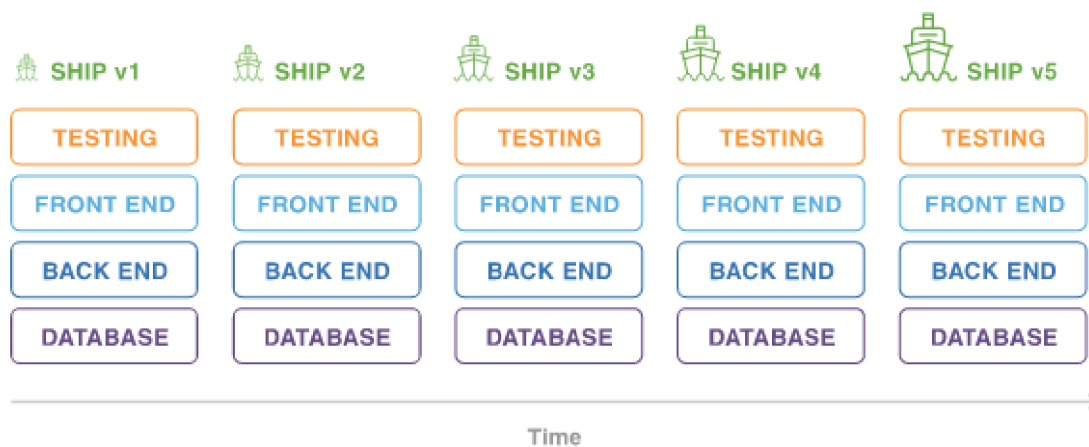 SHIP v1 SHIP v2 SHIP v3 SHIP v4 SHIP v5
TESTING TESTING TESTING TESTING TESTING
FRONT END FRONT END FRONT END FRONT END FRONT END
BACK END BACK END BACK END BACK END BACK END
DATABASE DATABASE DATABASE DATABASE DATABASE
Time